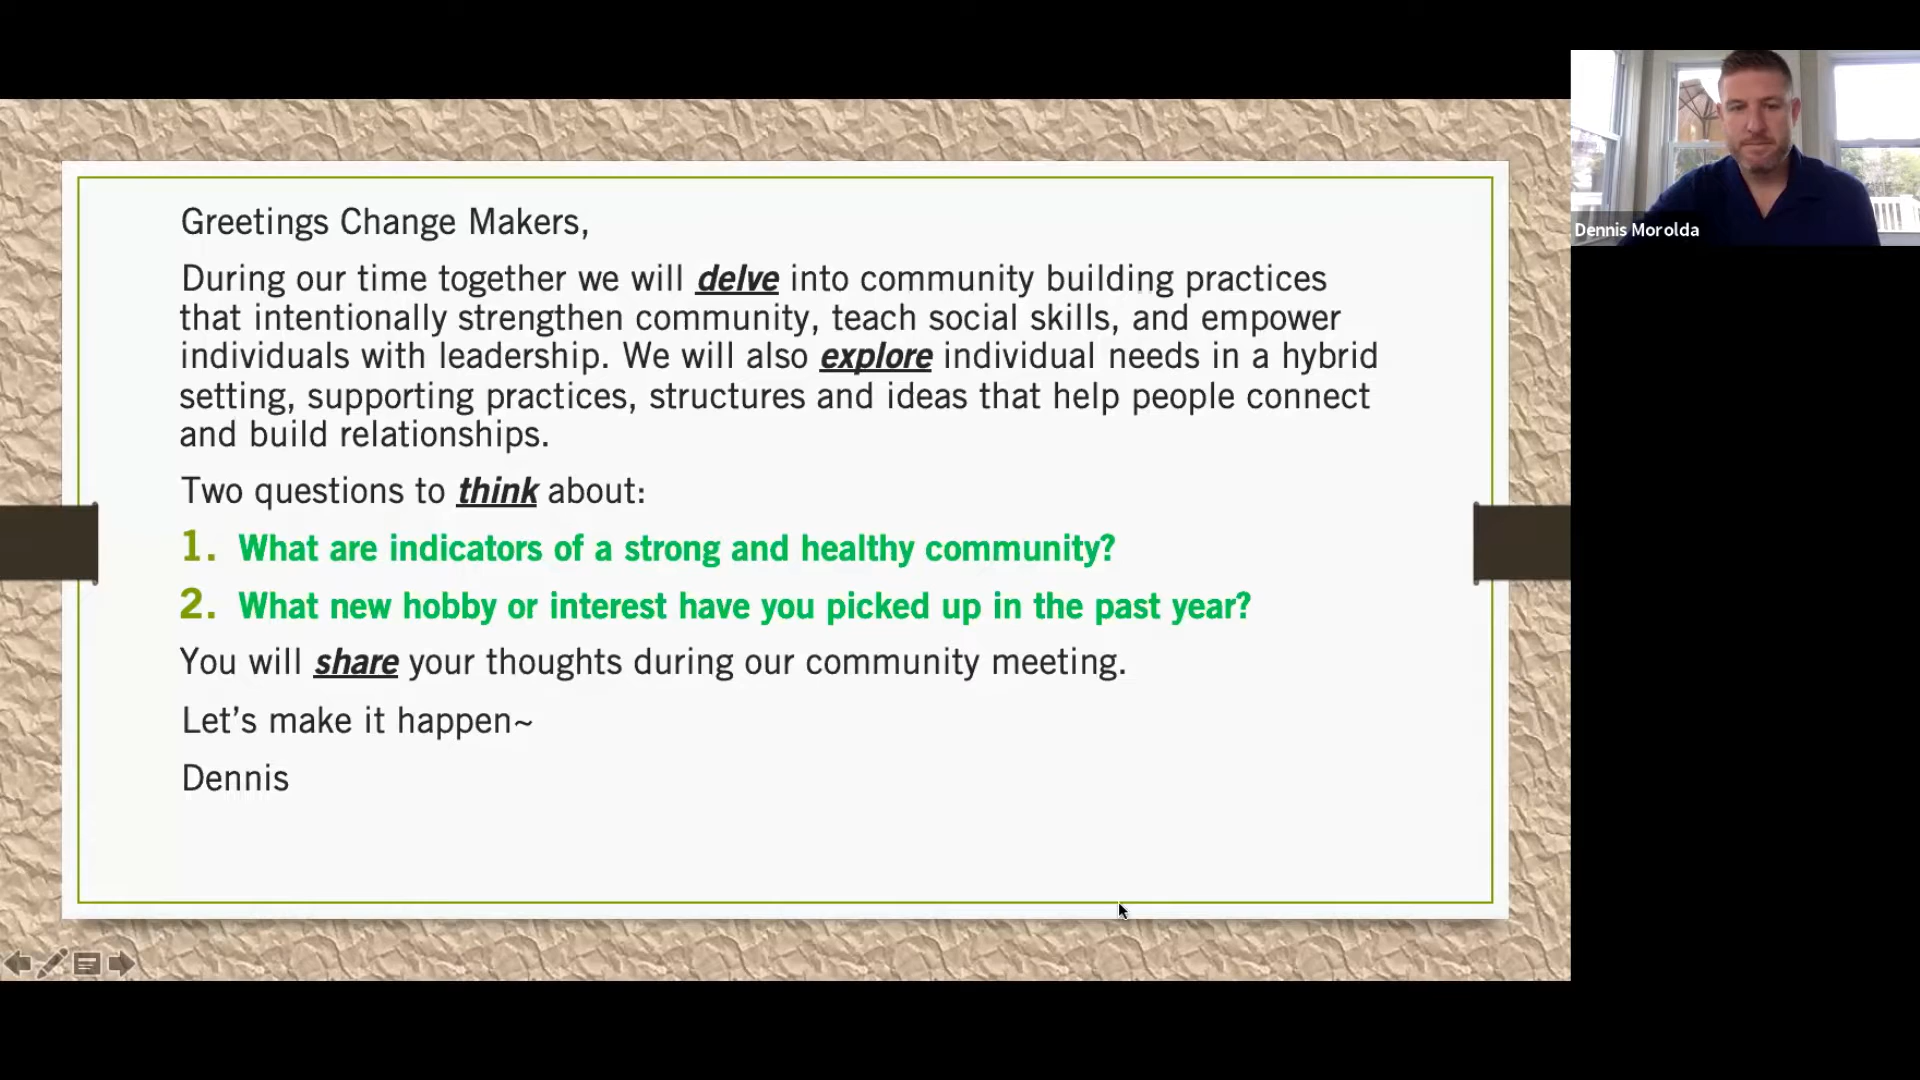 Greetings Change Makers,
During our time together we will delve into community building practices
that intentionally strengthen community, teach social skills, and empower
individuals with leadership. We will also explore individual needs in a hybrid
setting, supporting practices, structures and ideas that help people connect
and build relationships.
Two questions to think about:
1. What are indicators of a strong and healthy community?
2. What new hobby or interest have you picked up in the past year?
You will share your thoughts during our community meeting.
Let’s make it happen~
Dennis
Dennis Morolda